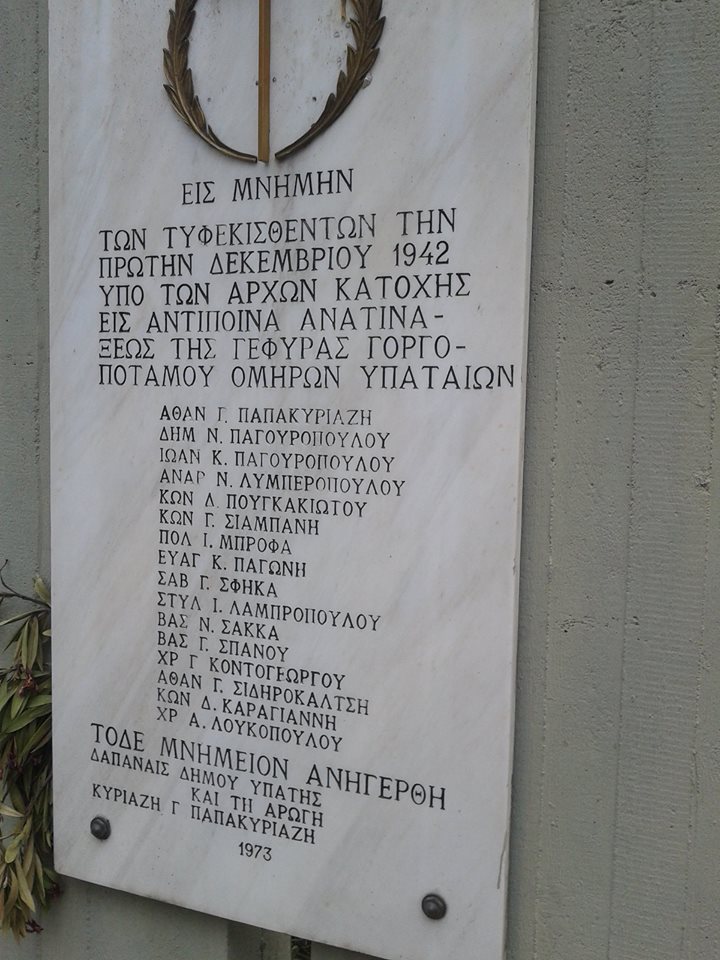 ΕΙΣ ΜΝΗΜΗΝ
ΤΩΝ ΤΥΦΕΚΙΣΘΕΝΤΩΝ ΤΗΝ
ΠΡΩΤΗΝ ΔΕΚΕΜΒΡΙΟΥ 1942
ΥΠΟ ΤΩΝ ΑΡΧΩΝ ΚΑΤΟΧΗΣ
ΕΙΣ ΑΝΤΙΠΟΙΝΑ ΑΝΑΤΙΝΑ-
ΞΕΩΣ ΤΗΣ ΓΕΦΥΡΑΣ ΓΟΡΓΟ-
ΠΟΤΑΜΟΥ ΟΜΗΡΩΝ ΥΠΑΤΑΙΩΝ
ΑΘΑΝ Γ. ΠΑΠΑΚΥΡΙΑΖΗ
ΔΗΜ Ν. ΠΑΓΟΥΡΟΠΟΥΛΟΥ
ΙΩΑΝ Κ. ΠΑΓΟΥΡΟΠΟΥΛΟΥ
ΑΝΑΡ Ν. ΛΥΜΠΕΡΟΠΟΥΛΟΥ
ΚΩΝ Δ. ΠΟΥΓΚΑΚΙΩΤΟΥ
ΚΩΝ Γ. ΣΙΑΜΠΑΝΗ
ΠΟΛ Ι. ΜΠΡΟΦΑ
ΕΥΑΓ Κ. ΠΑΓΩΝΗ
ΣΑΒ Γ. ΣΦΗΚΑ
ΣΤΥΛ Ι. ΛΑΜΠΡΟΠΟΥΛΟΥ
ΒΑΣ Ν. ΣΑΚΚΑ
ΒΑΣ Γ. ΣΠΑΝΟΥ
ΧΡ Γ ΚΟΝΤΟΓΕΩΡΓΟΥ
ΑΘΑΝ Γ. ΣΙΔΗΡΟΚΑΛΤΣΗ
ΚΩΝ Δ. ΚΑΡΑΓΙΑΝΝΗ
ΧΡ Α. ΛΟΥΚΟΠΟΥΛΟΥ
ΤΟΔΕ ΜΝΗΜΕΙΟΝ ΑΝΗΓΕΡΘΗ
ΔΑΠΑΝΑΙΣ ΔΗΜΟΥ ΥΠΑΤΗΣ
ΚΑΙ ΤΗ ΑΡΩΓΗ
ΚΥΡΙΑΖΗ Γ ΠΑΠΑΚΥΡΙΑΖΗ
1973